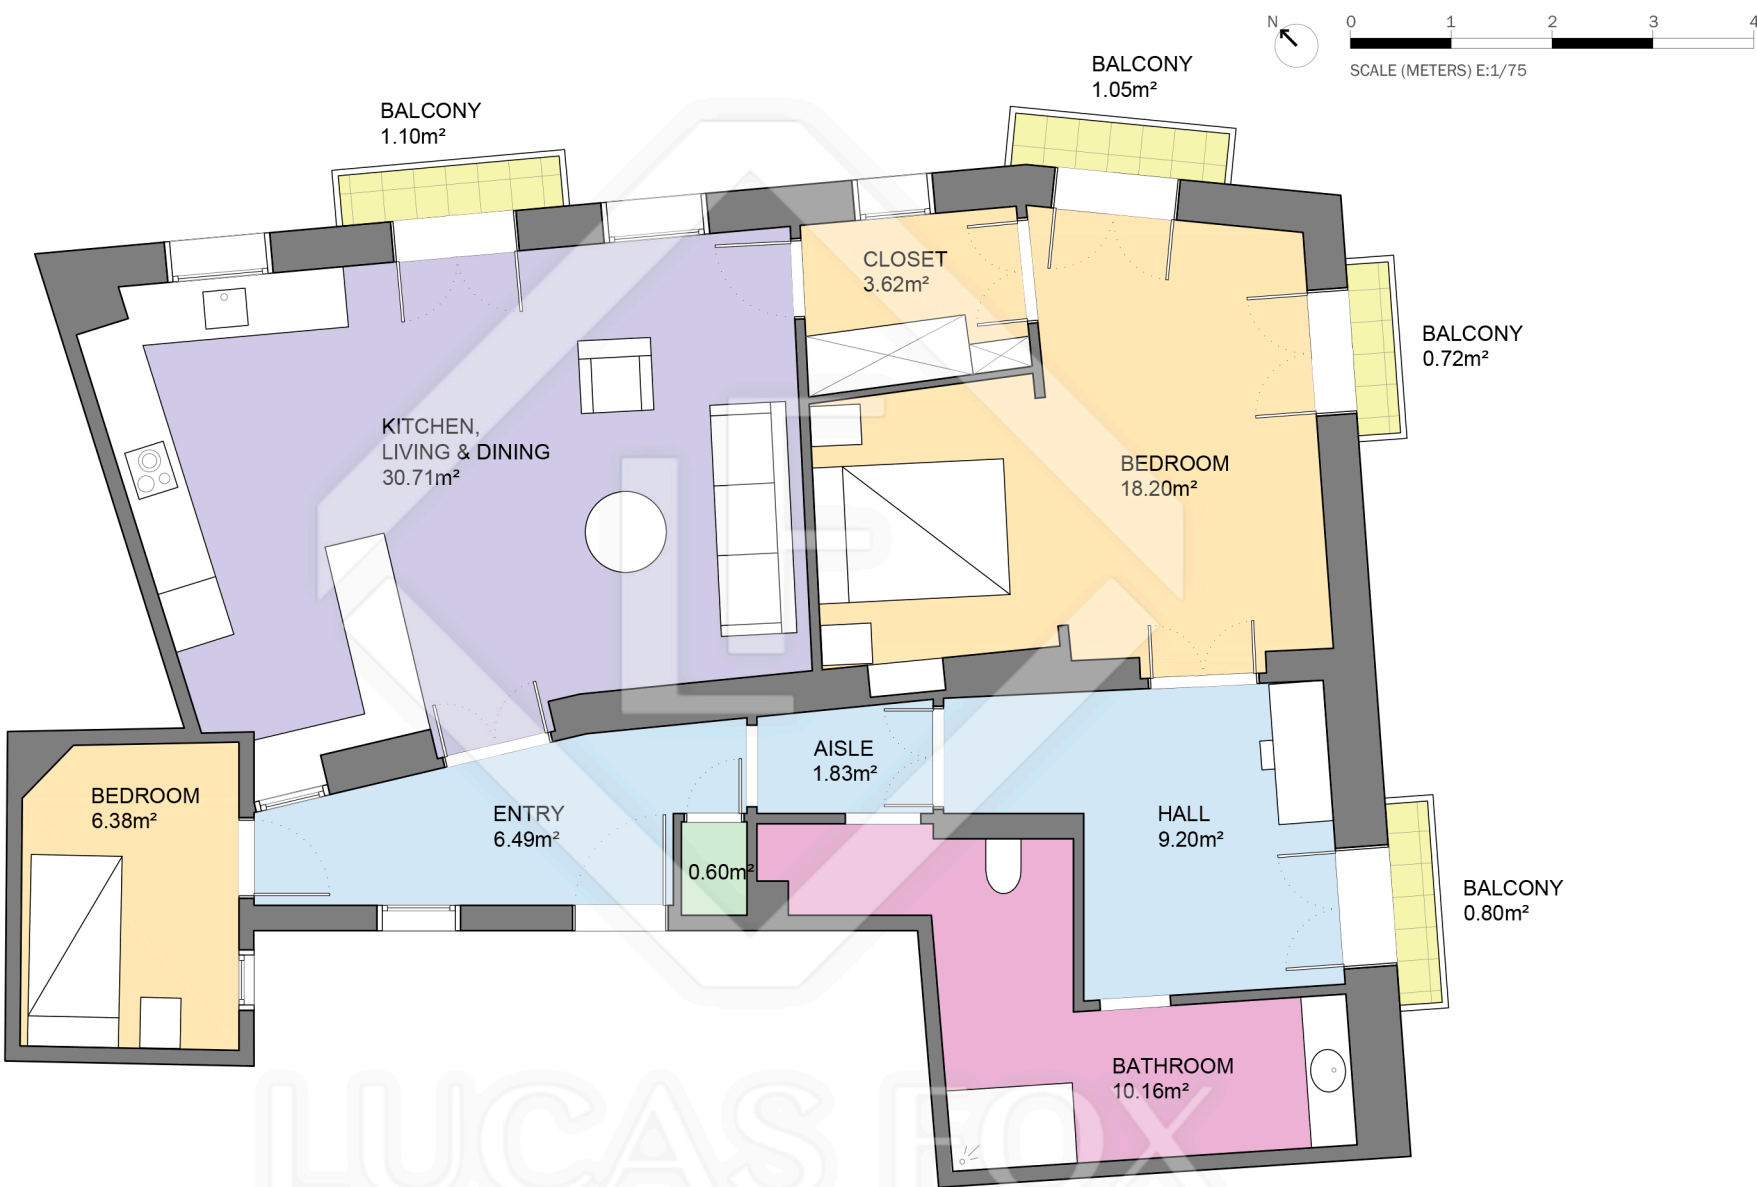 N
0 1 2 3 4
SCALE (METERS) E:1/75
BALCONY
1.05m²
BALCONY
1.10m²
CLOSET
3.62m²
BALCONY
0.72m²
KITCHEN,
LIVING & DINING
30.71m²
BEDROOM
18.20m²
AISLE
1.83m²
BEDROOM
6.38m²
ENTRY
6.49m²
HALL
9.20m²
0.60m²
BALCONY
0.80m²
BATHROOM
10.16m²
LF
LUCAS FOX